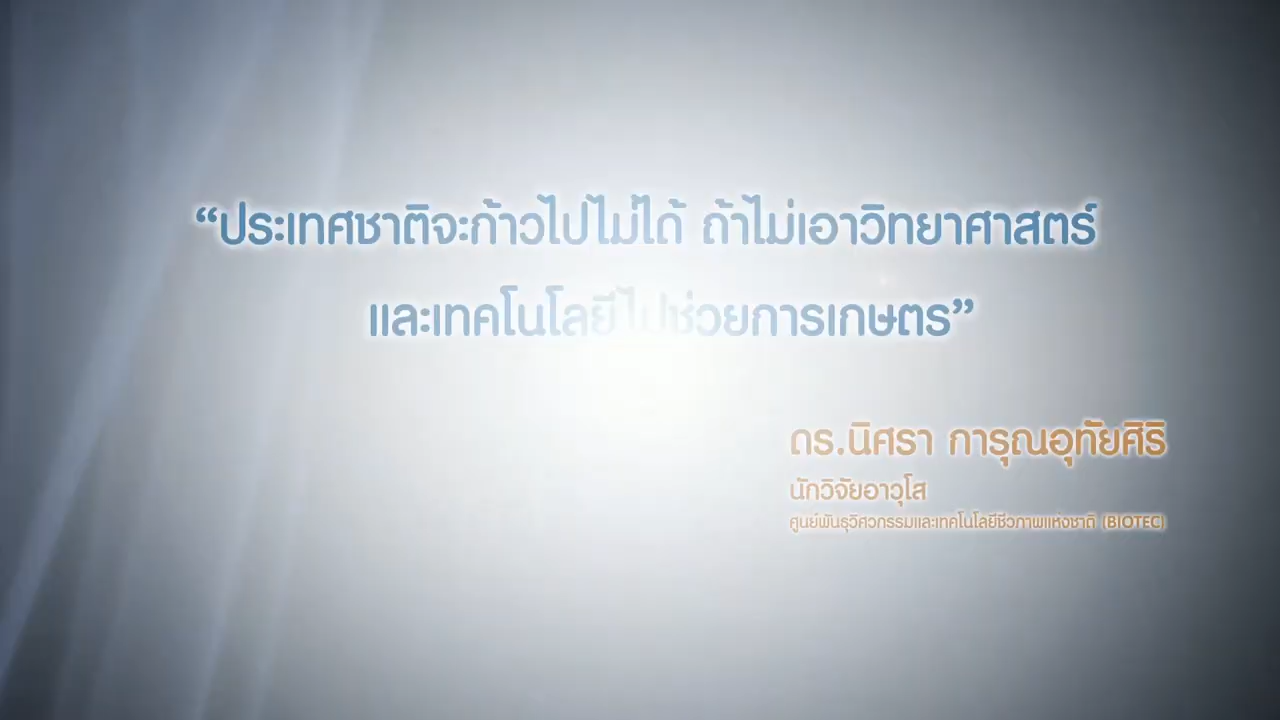 “ประเทศชาติจะก้าวไปไม่ได้ ถ้าไม่เอาวิทยาศาสตร์
และเทคโนโลยีไปช่วยการเกษตร”
ดร.นิศรา การุณอุทัยศิริ
นักวิจัยอาวุโส
ศูนย์พันธุวิศวกรรมและเทคโนโลยีชีวภาพแห่งชาติ (BIOTEC)